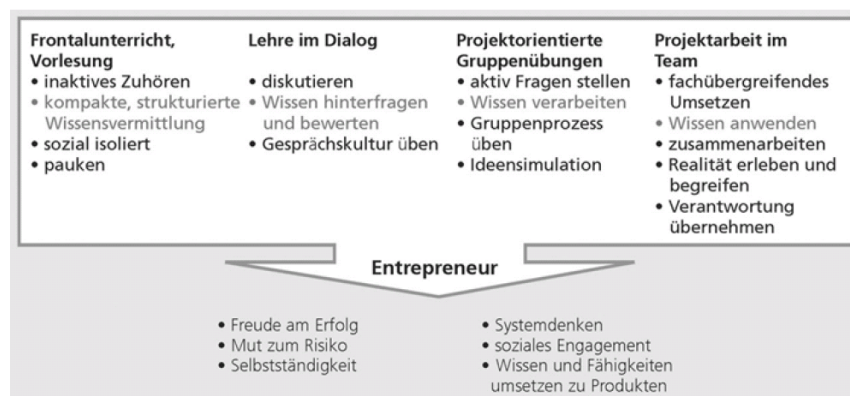 Frontalunterricht,
Vorlesung
• inaktives Zuhören
• kompakte, strukturierte
Wissensvermittlung
• sozial isoliert
• pauken
Lehre im Dialog
• diskutieren
• Wissen hinterfragen
und bewerten
• Gesprächskultur üben
Projektorientierte
Gruppenübungen
• aktiv Fragen stellen
• Wissen verarbeiten
• Gruppenprozess
üben
• Ideensimulation
Projektarbeit im
Team
• fachübergreifendes
Umsetzen
• Wissen anwenden
• zusammenarbeiten
• Realität erleben und
begreifen
• Verantwortung
übernehmen
Entrepreneur
• Freude am Erfolg
• Mut zum Risiko
• Selbstständigkeit
• Systemdenken
• soziales Engagement
• Wissen und Fähigkeiten
umsetzen zu Produkten